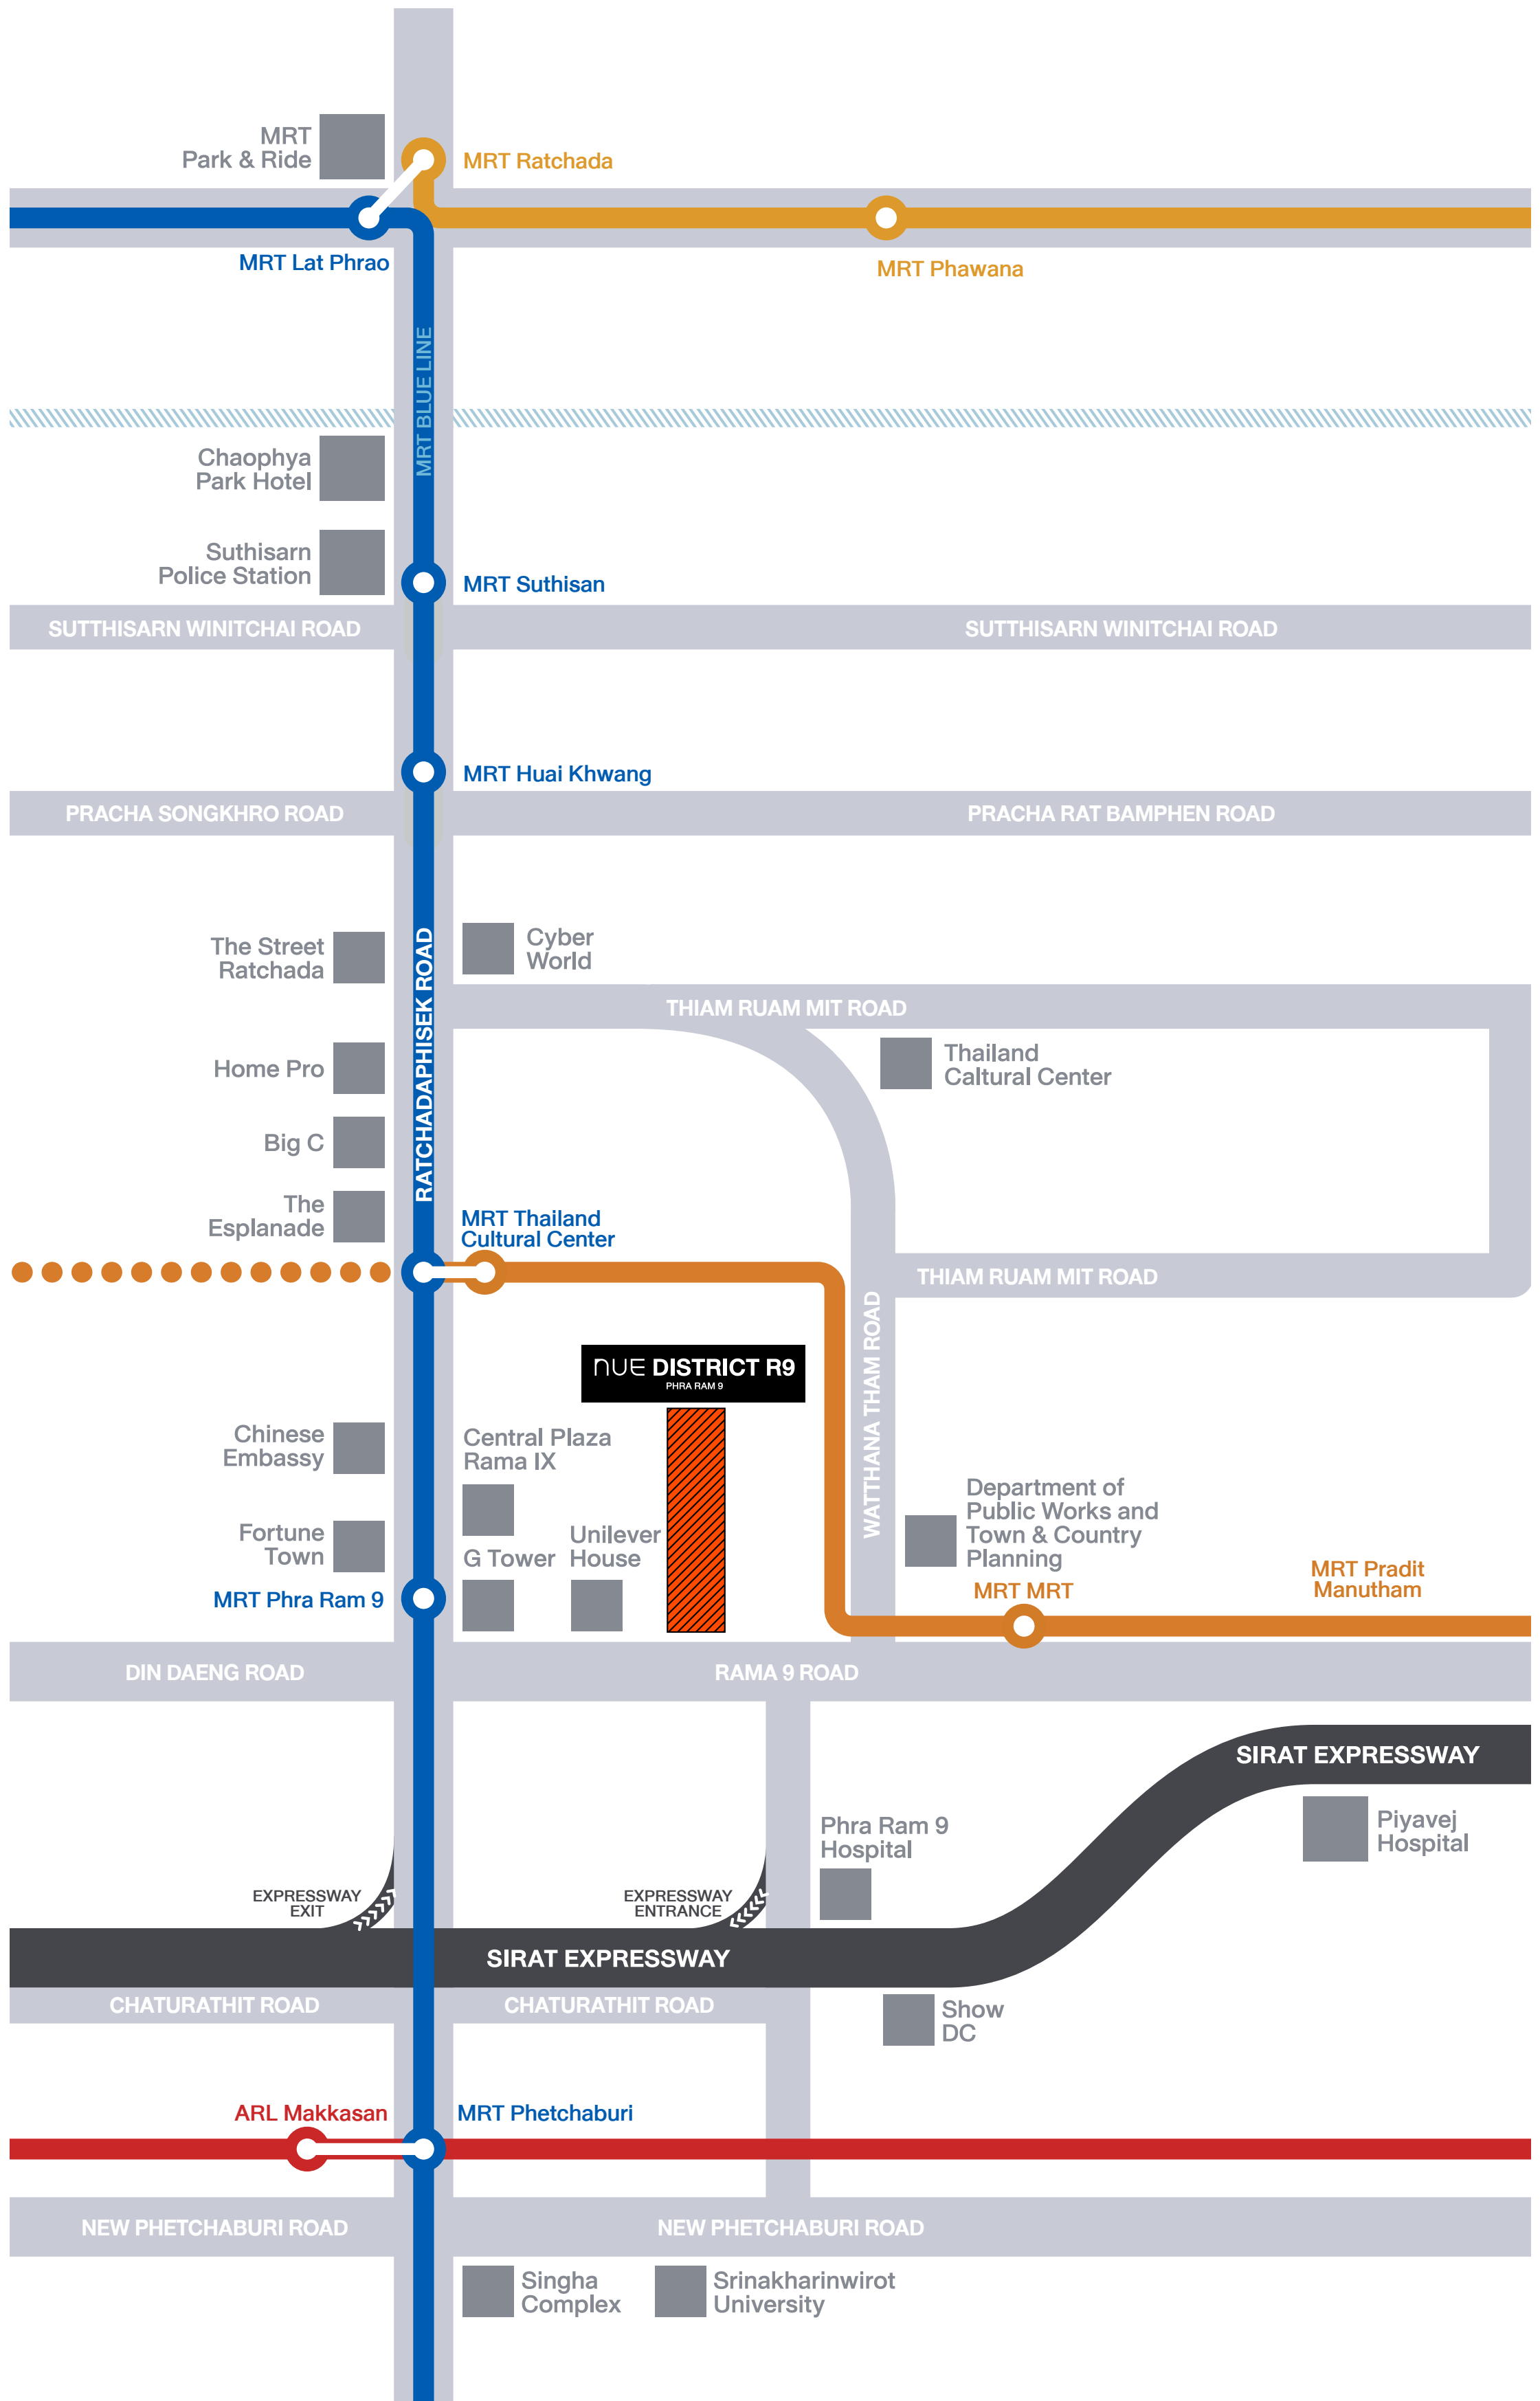 MRT
Park & Ride
MRT Ratchada
MRT Lat Phrao
MRT Phawana
MRT BLUE LINE
Chaophya
Park Hotel
Suthisarn
Police Station
MRT Suthisan
SUTTHISARN WINITCHAI ROAD
SUTTHISARN WINITCHAI ROAD
MRT Huai Khwang
PRACHA SONGKHRO ROAD
PRACHA RAT BAMPHEN ROAD
The Street
Ratchada
Cyber
World
RATCHADAPHISEK ROAD
THIAM RUAM MIT ROAD
Home Pro
Thailand
Caltural Center
Big C
The
Esplanade
MRT Thailand
Cultural Center
THIAM RUAM MIT ROAD
WATTHANA THAM ROAD
NUE DISTRICT R9
PHRA RAM 9
Chinese
Embassy
Central Plaza
Rama IX
Fortune
Town
G Tower
Unilever
House
Department of
Public Works and
Town & Country
Planning
MRT Phra Ram 9
MRT MRT
MRT Pradit
Manutham
DIN DAENG ROAD
RAMA 9 ROAD
SIRAT EXPRESSWAY
Phra Ram 9
Hospital
Piyavej
Hospital
EXPRESSWAY
EXIT
EXPRESSWAY
ENTRANCE
SIRAT EXPRESSWAY
CHATURATHIT ROAD
CHATURATHIT ROAD
Show
DC
ARL Makkasan
MRT Phetchaburi
NEW PHETCHABURI ROAD
NEW PHETCHABURI ROAD
Singha
Complex
Srinakharinwirot
University